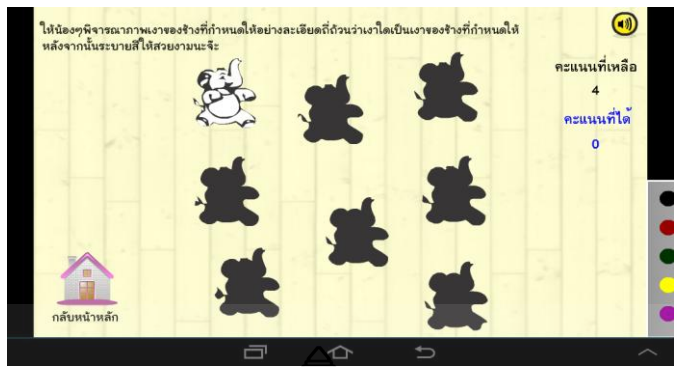 ให้น้องๆพิจารณาภาพเงาของช้างที่กำหนดให้อย่างละเอียดถี่ถ้วนว่าเงาใดเป็นเงาของช้างที่กำหนดให้
หลังจากนั้นระบายสีให้สวยงามนะจ๊ะ
คะแนนที่เหลือ
4
คะแนนที่ได้
0
กลับหน้าหลัก